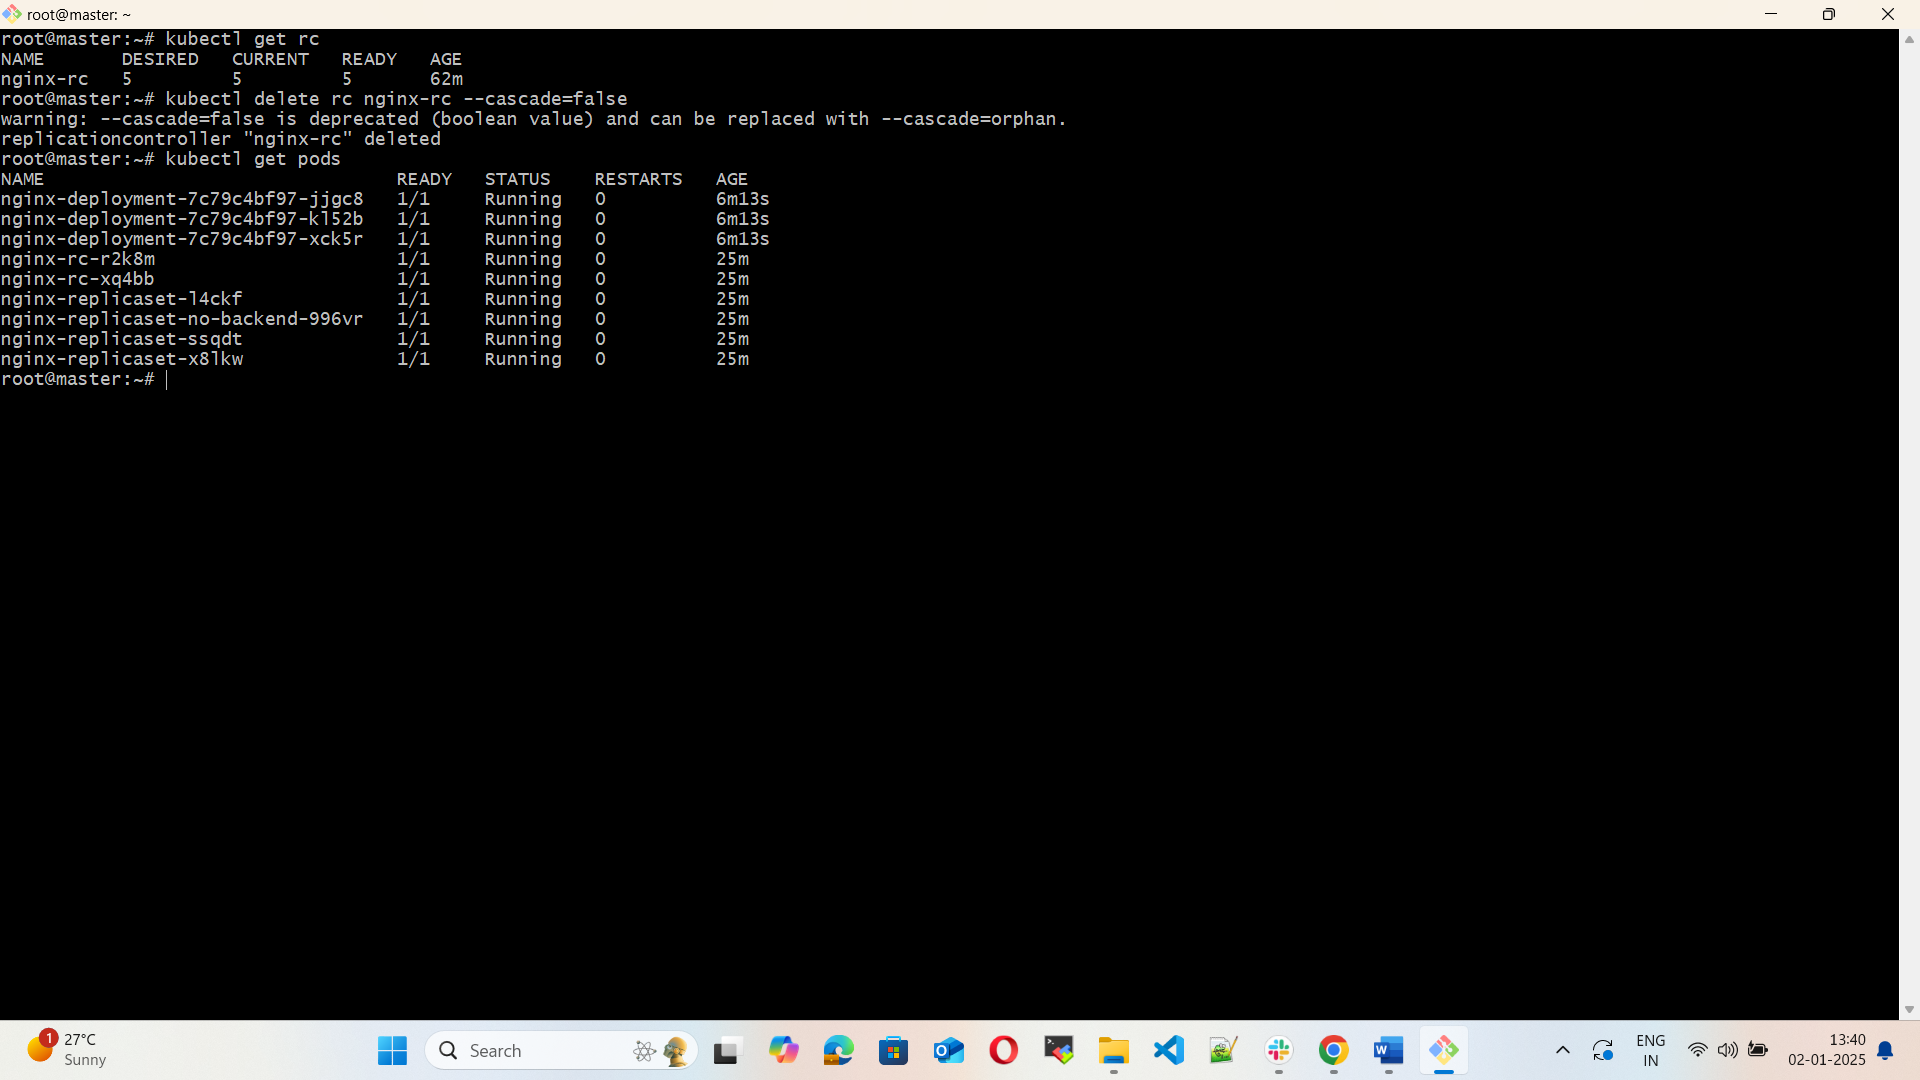 root@master: ~
root@master:~# kubectl get rc
NAME       DESIRED   CURRENT   READY   AGE
nginx-rc   5         5         5       62m
root@master:~# kubectl delete rc nginx-rc --cascade=false
warning: --cascade=false is deprecated (boolean value) and can be replaced with --cascade=orphan.
replicationcontroller "nginx-rc" deleted
root@master:~# kubectl get pods
NAME                                READY   STATUS    RESTARTS   AGE
nginx-deployment-7c79c4bf97-jjgc8   1/1     Running   0          6m13s
nginx-deployment-7c79c4bf97-kl52b   1/1     Running   0          6m13s
nginx-deployment-7c79c4bf97-xck5r   1/1     Running   0          6m13s
nginx-rc-r2k8m                      1/1     Running   0          25m
nginx-rc-xq4bb                      1/1     Running   0          25m
nginx-replicaset-l4ckf              1/1     Running   0          25m
nginx-replicaset-no-backend-996vr   1/1     Running   0          25m
nginx-replicaset-ssqdt              1/1     Running   0          25m
nginx-replicaset-x8lkw              1/1     Running   0          25m
root@master:~#
1
27°C
Sunny
Search
ENG
IN
13:40
02-01-2025